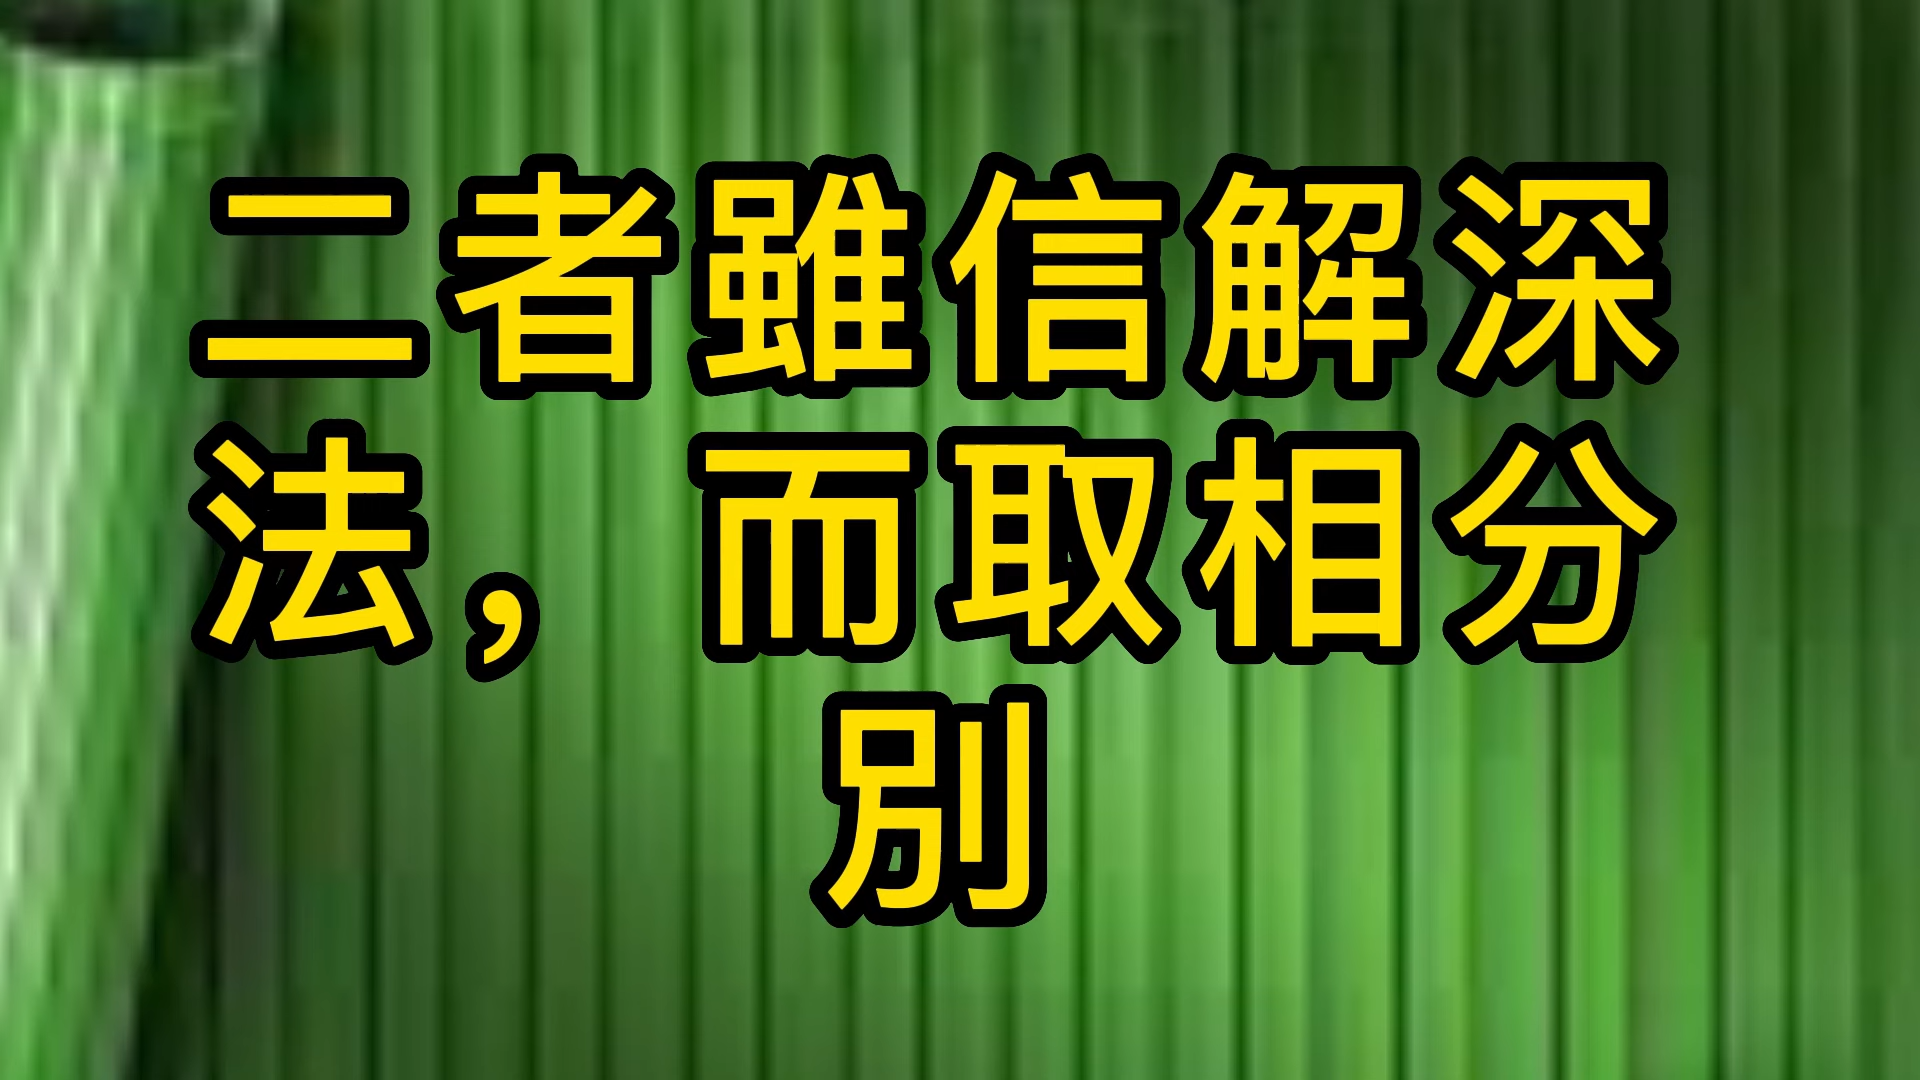 二者雖信解深
法，而取相分
別